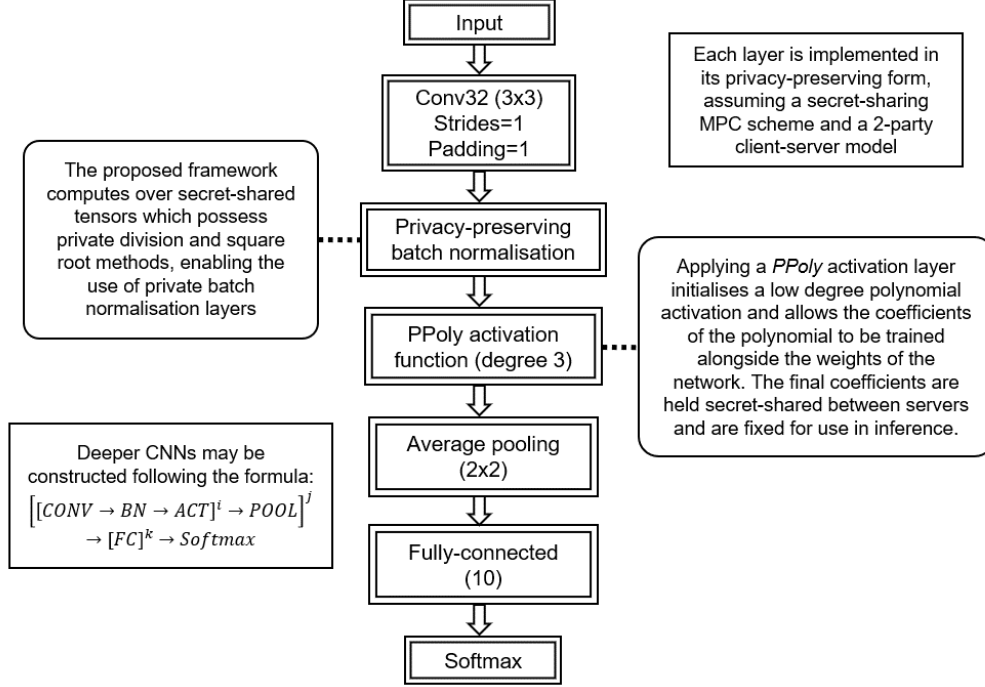 Input
Each layer is implemented in
its privacy-preserving form,
assuming a secret-sharing
MPC scheme and a 2-party
client-server model
Conv32 (3x3)
Strides=1
Padding=1
The proposed framework
computes over secret-shared
tensors which possess
private division and square
root methods, enabling the
use of private batch
normalisation layers
Privacy-preserving
batch normalisation
Applying a PPoly activation layer
initialises a low degree polynomial
activation and allows the coefficients
of the polynomial to be trained
alongside the weights of the
network. The final coefficients are
held secret-shared between servers
and are fixed for use in inference.
PPoly activation
function (degree 3)
Average pooling
(2x2)
Deeper CNNs may be
constructed following the formula:
[[CONV → BN → ACT]^i → POOL]^j
→ [FC]^k → Softmax
Fully-connected
(10)
Softmax